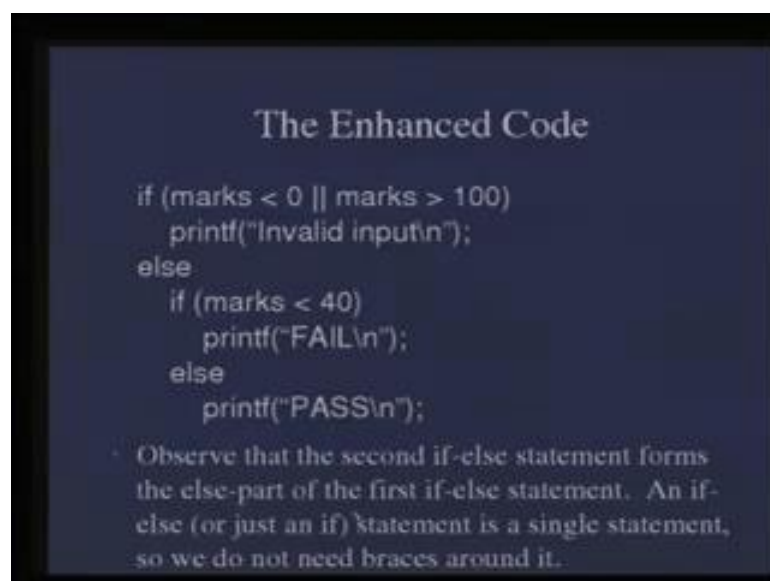 The Enhanced Code
if (marks < 0 || marks > 100)
printf("Invalid input\n");
else
if (marks < 40)
printf("FAIL\n");
else
printf("PASS\n");
Observe that the second if-else statement forms
the else-part of the first if-else statement. An if-
else (or just an if) statement is a single statement,
so we do not need braces around it.